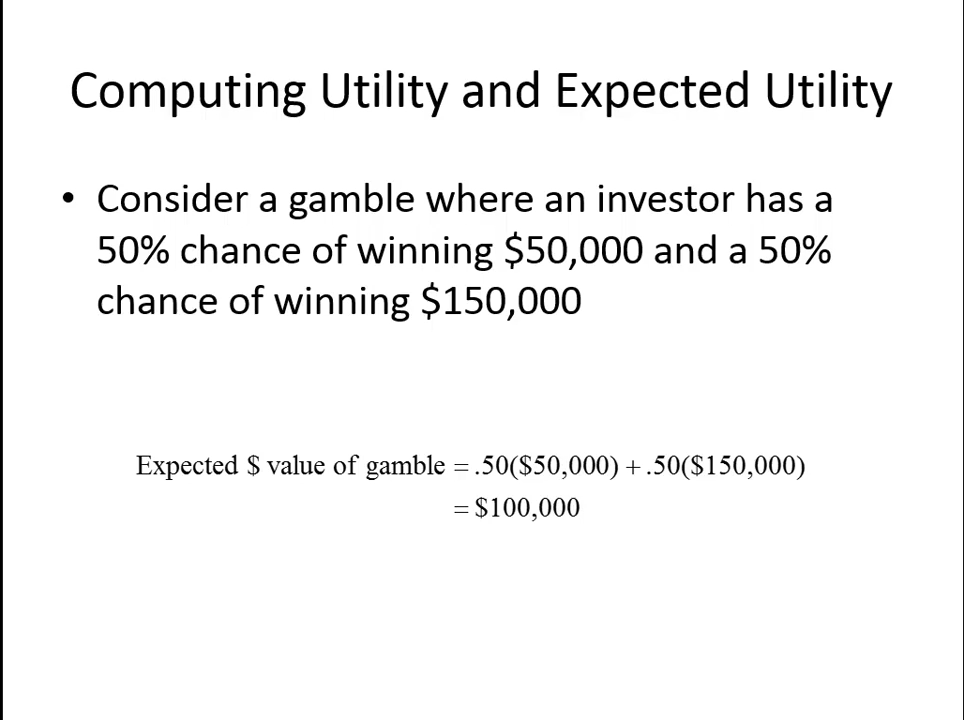 Computing Utility and Expected Utility
• Consider a gamble where an investor has a
50% chance of winning $50,000 and a 50%
chance of winning $150,000
Expected $ value of gamble = .50($50,000) + .50($150,000)
= $100,000